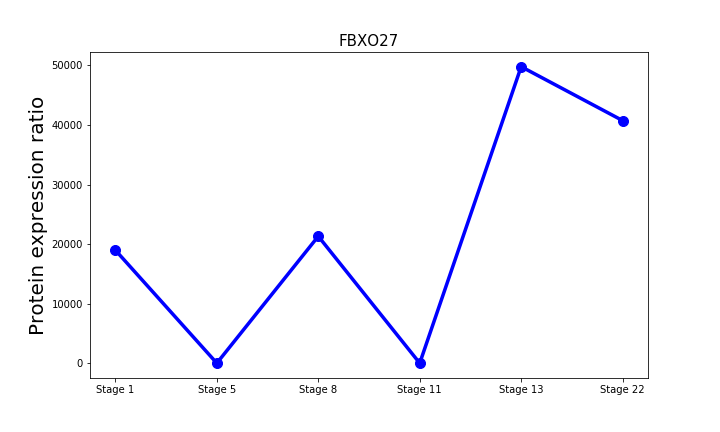 FBXO27
Protein expression ratio
50000
40000
30000
20000
10000
0
Stage 1 Stage 5 Stage 8 Stage 11 Stage 13 Stage 22